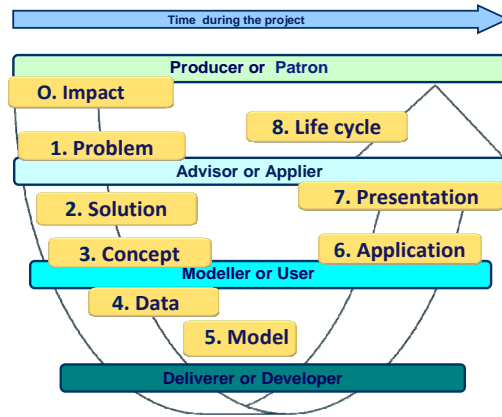 Time during the project
Producer or Patron
O. Impact
8. Life cycle
1. Problem
Advisor or Applier
7. Presentation
2. Solution
3. Concept
6. Application
Modeller or User
4. Data
5. Model
Deliverer or Developer